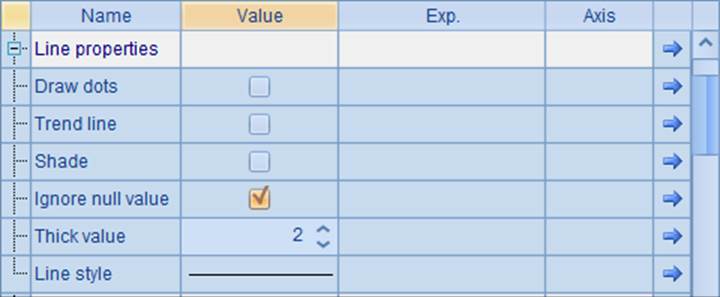 Name Value Exp. Axis
Line properties
Draw dots
Trend line
Shade
Ignore null value
Thick value 2
Line style